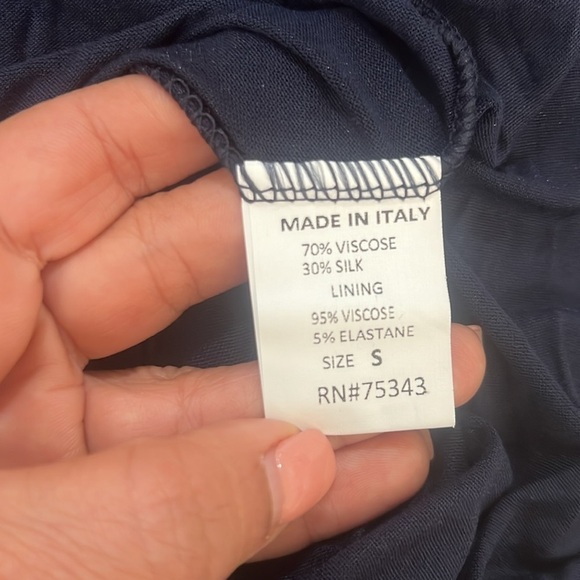 MADE IN ITALY
70% VISCOSE
30% SILK
LINING
95% VISCOSE
5% ELASTANE
SIZE S
RN#75343